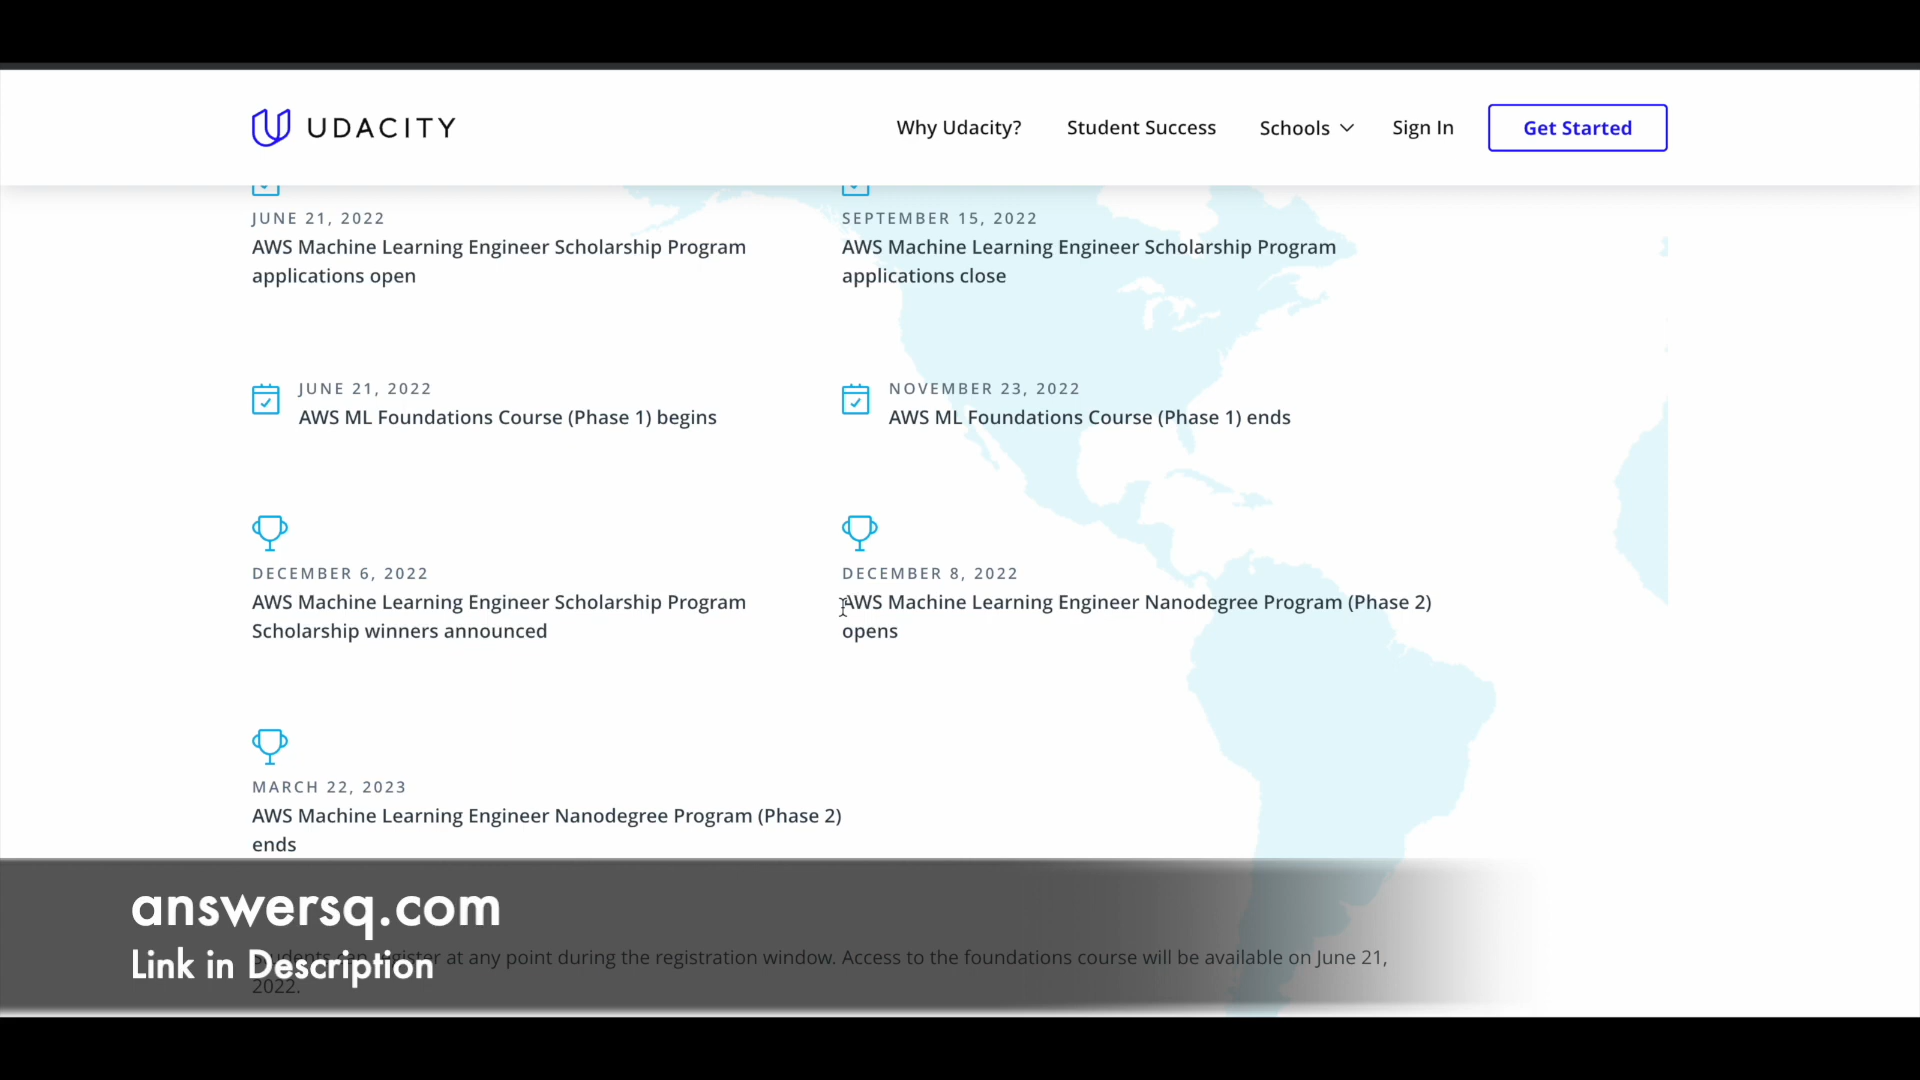 UDACITY
Why Udacity?
Student Success
Schools
Sign In
Get Started
JUNE 21, 2022
AWS Machine Learning Engineer Scholarship Program
applications open
SEPTEMBER 15, 2022
AWS Machine Learning Engineer Scholarship Program
applications close
JUNE 21, 2022
AWS ML Foundations Course (Phase 1) begins
NOVEMBER 23, 2022
AWS ML Foundations Course (Phase 1) ends
DECEMBER 6, 2022
AWS Machine Learning Engineer Scholarship Program
Scholarship winners announced
DECEMBER 8, 2022
AWS Machine Learning Engineer Nanodegree Program (Phase 2)
opens
MARCH 22, 2023
AWS Machine Learning Engineer Nanodegree Program (Phase 2)
ends
answersq.com
Link in Description
Students can register at any point during the registration window. Access to the foundations course will be available on June 21,
2022.